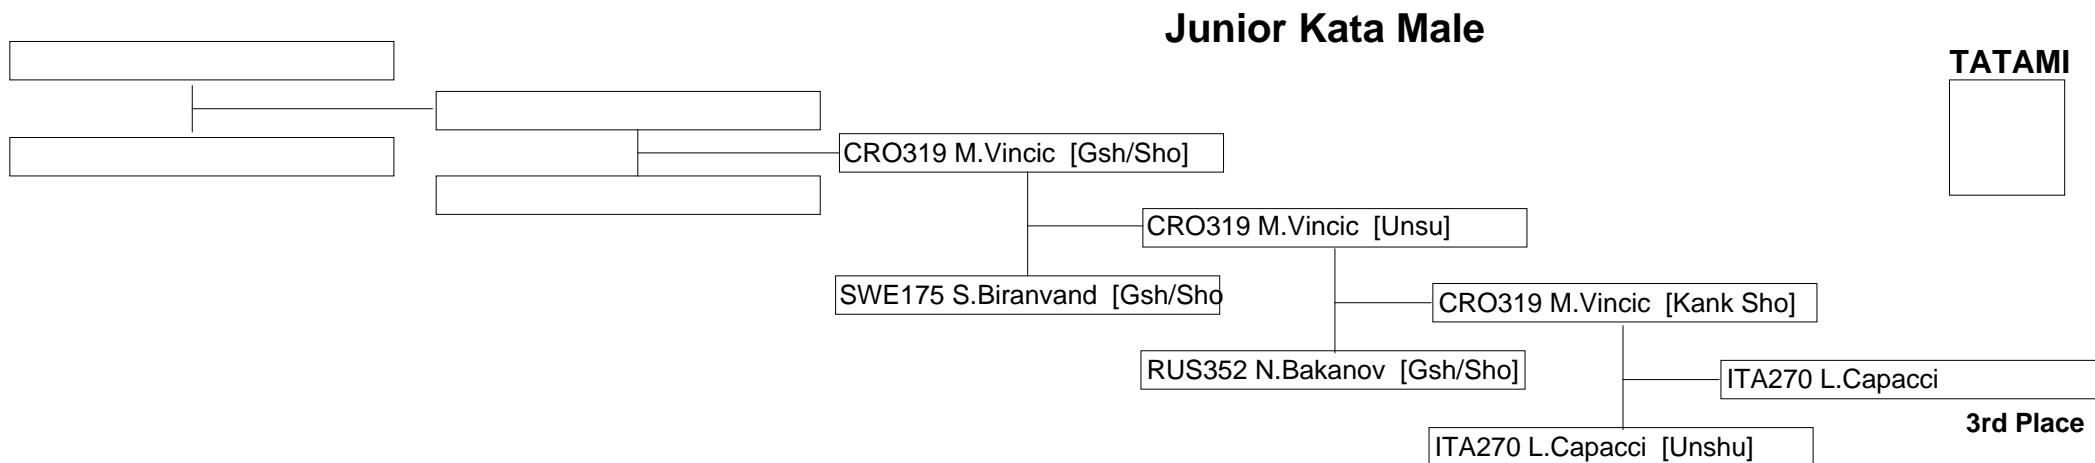 Junior Kata Male
TATAMI
CRO319 M.Vincic [Gsh/Sho]
CRO319 M.Vincic [Unsu]
SWE175 S.Biranvand [Gsh/Sho
CRO319 M.Vincic [Kank Sho]
RUS352 N.Bakanov [Gsh/Sho]
ITA270 L.Capacci
3rd Place
ITA270 L.Capacci [Unshu]